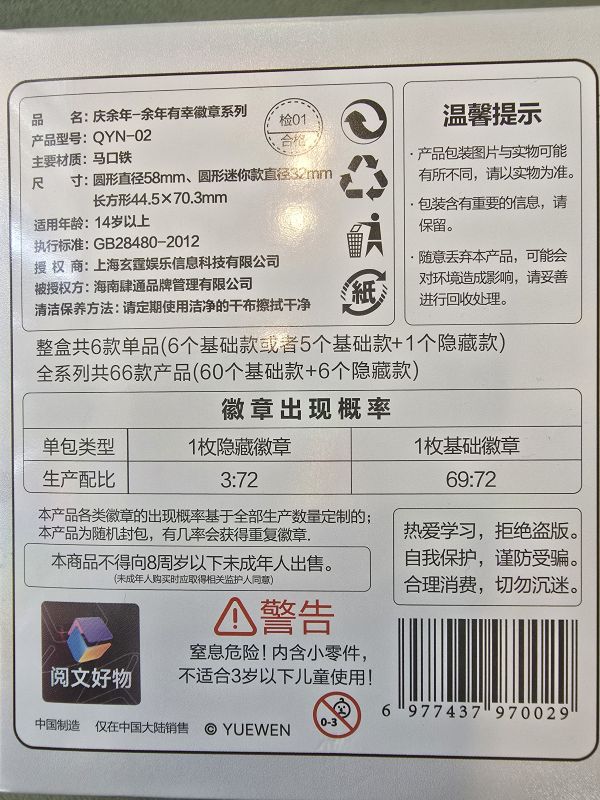 品 名：庆余年-余年有幸徽章系列
产品型号：QYN-02
主要材质：马口铁
尺 寸：圆形直径58mm、圆形迷你款直径32mm
长方形44.5×70.3mm
适用年龄：14岁以上
执行标准：GB28480-2012
授 权 商：上海玄霆娱乐信息科技有限公司
被授权方：海南肆通品牌管理有限公司
清洁保养方法：请定期使用洁净的干布擦拭干净
检01
合格
紙
温馨提示
·产品包装图片与实物可能
有所不同，请以实物为准。
·包装含有重要的信息，请
保留。
·随意丢弃本产品，可能会
对环境造成影响，请妥善
进行回收处理。
整盒共6款单品(6个基础款或者5个基础款+1个隐藏款)
全系列共66款产品(60个基础款+6个隐藏款)
徽章出现概率
单包类型 1枚隐藏徽章 1枚基础徽章
生产配比 3:72 69:72
本产品各类徽章的出现概率基于全部生产数量定制的；
本产品为随机封包，有几率会获得重复徽章.
本商品不得向8周岁以下未成年人出售。
(未成年人购买时应取得相关监护人同意)
热爱学习，拒绝盗版。
自我保护，谨防受骗。
合理消费，切勿沉迷。
阅文好物
警告
窒息危险！内含小零件，
不适合3岁以下儿童使用！
0-3
6 977437 970029
中国制造 仅在中国大陆销售 © YUEWEN